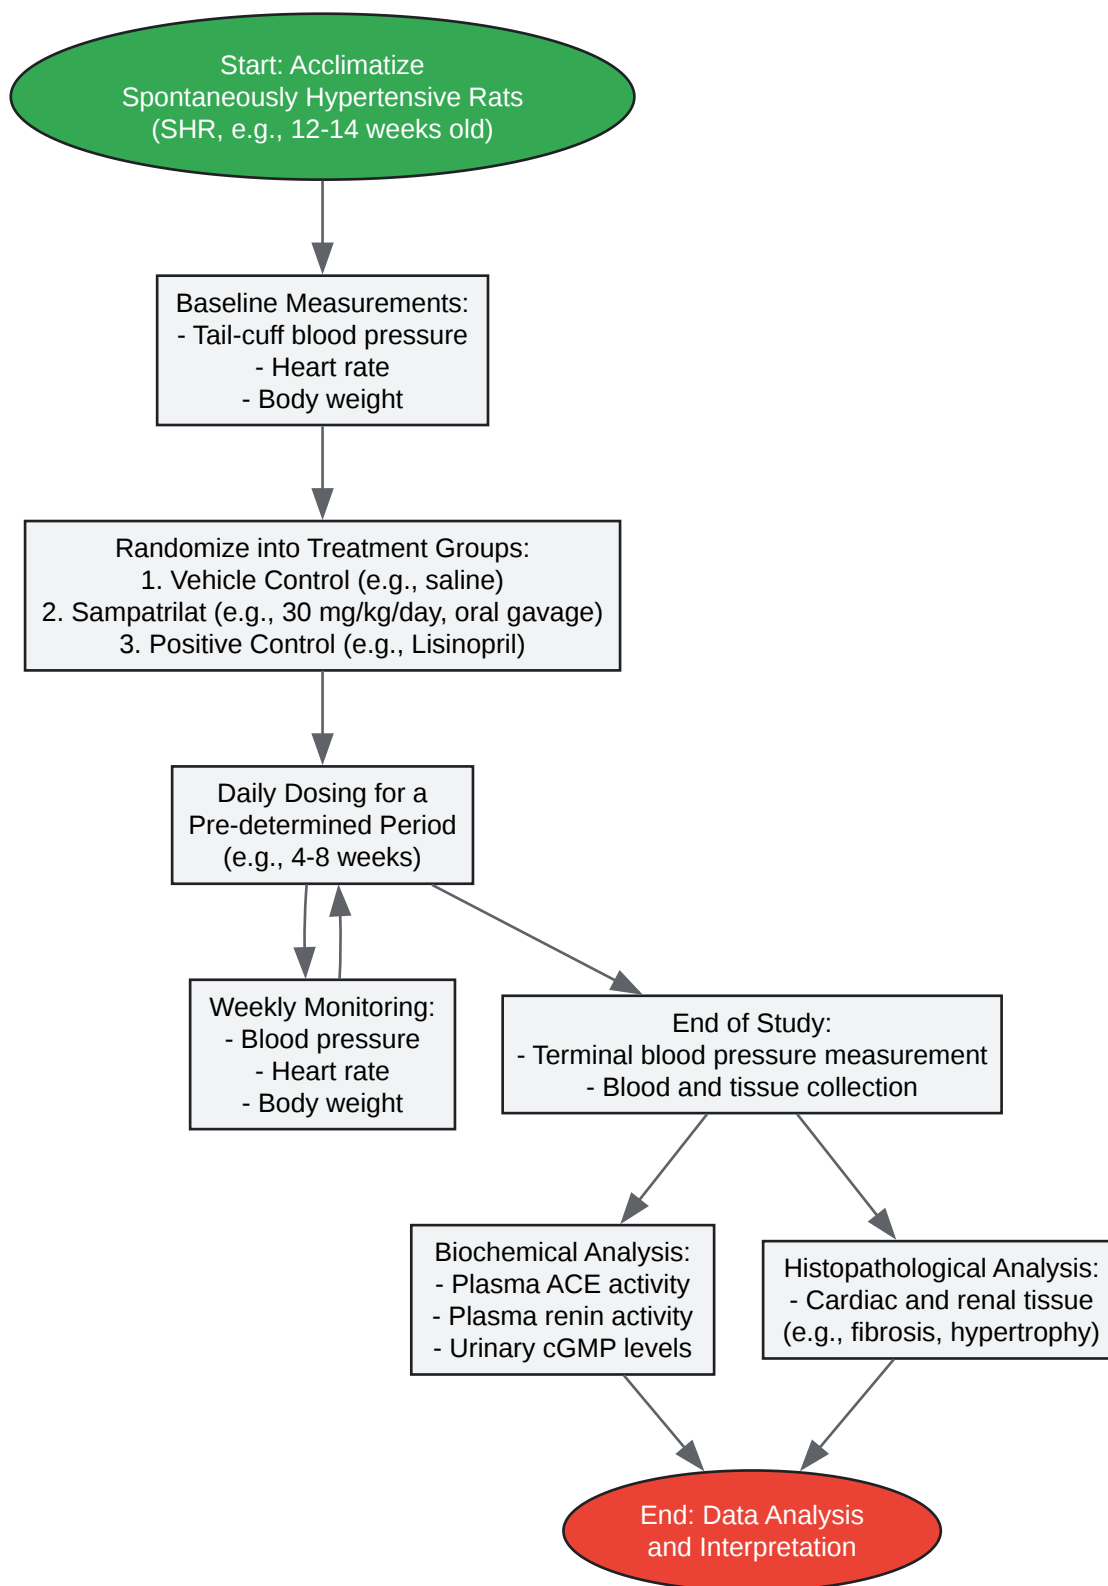 Start: Acclimatize
Spontaneously Hypertensive Rats
(SHR, e.g., 12-14 weeks old)
Baseline Measurements:
- Tail-cuff blood pressure
- Heart rate
- Body weight
Randomize into Treatment Groups:
1. Vehicle Control (e.g., saline)
2. Sampatrilat (e.g., 30 mg/kg/day, oral gavage)
3. Positive Control (e.g., Lisinopril)
Daily Dosing for a
Pre-determined Period
(e.g., 4-8 weeks)
Weekly Monitoring:
- Blood pressure
- Heart rate
- Body weight
End of Study:
- Terminal blood pressure measurement
- Blood and tissue collection
Biochemical Analysis:
- Plasma ACE activity
- Plasma renin activity
- Urinary cGMP levels
Histopathological Analysis:
- Cardiac and renal tissue
(e.g., fibrosis, hypertrophy)
End: Data Analysis
and Interpretation